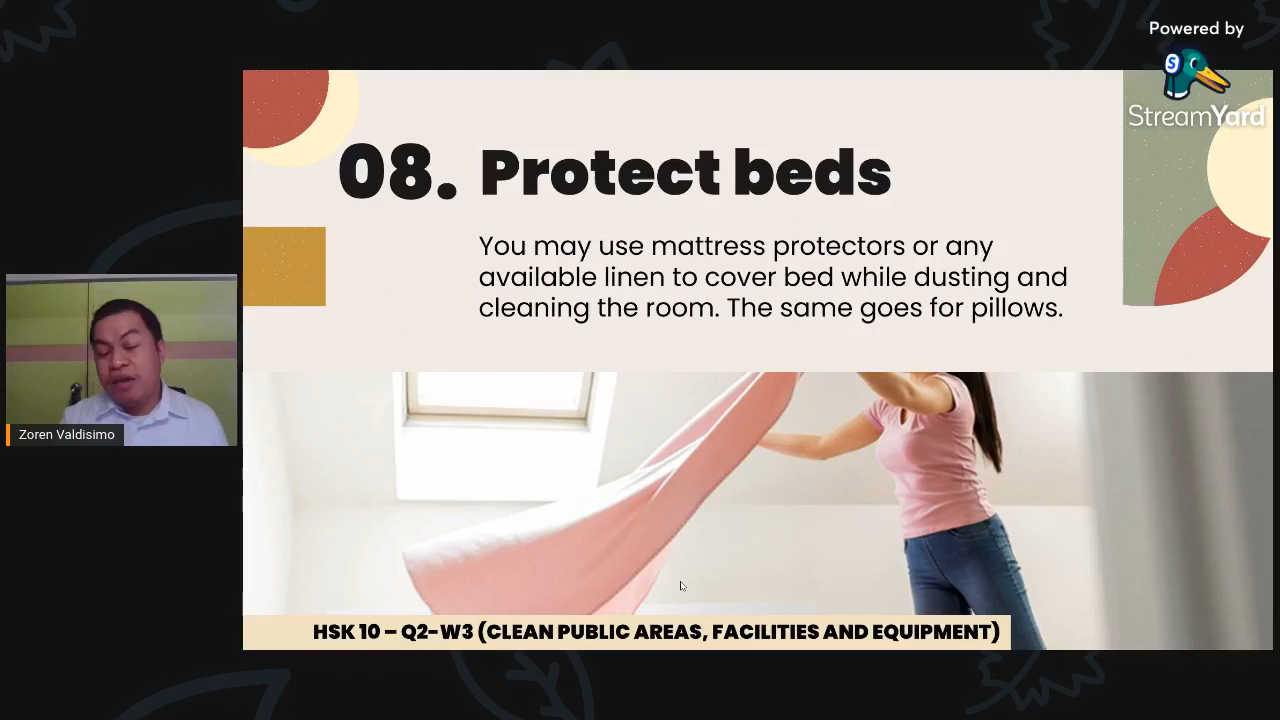 Powered by
StreamYard
08. Protect beds
You may use mattress protectors or any
available linen to cover bed while dusting and
cleaning the room. The same goes for pillows.
Zoren Valdisimo
HSK 10 – Q2-W3 (CLEAN PUBLIC AREAS, FACILITIES AND EQUIPMENT)